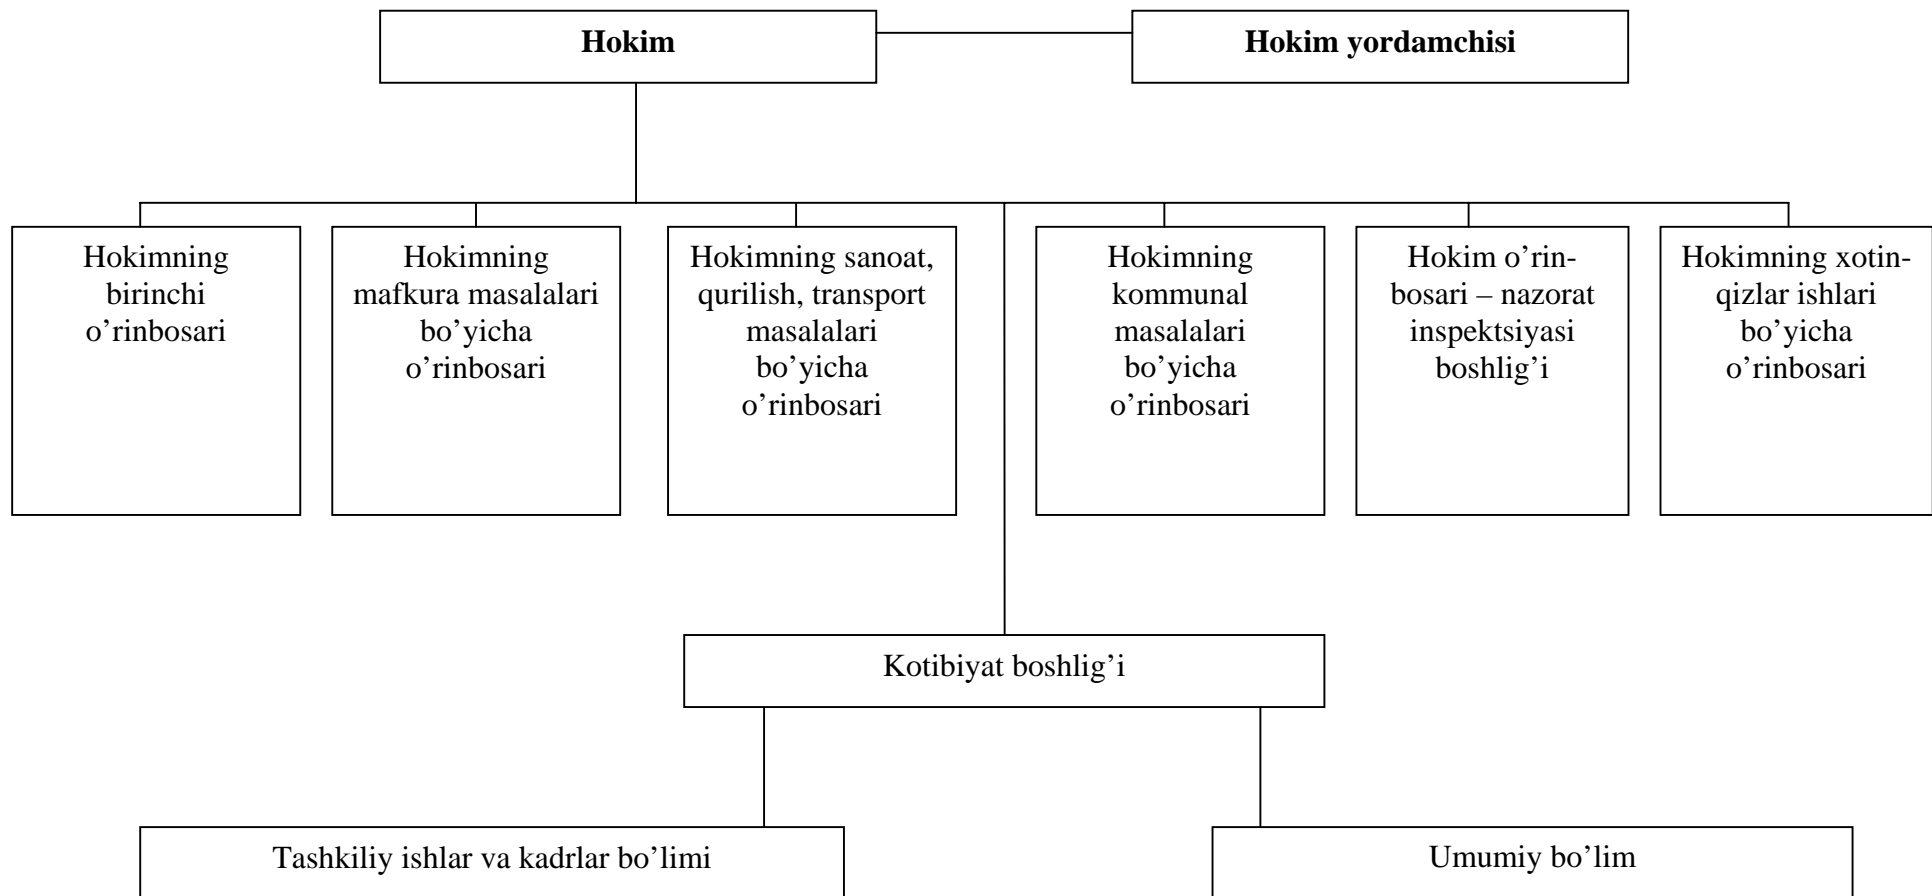 Hokim
Hokim yordamchisi
Hokimning
birinchi
o’rinbosari
Hokimning
mafkura masalalari
bo’yicha
o’rinbosari
Hokimning sanoat,
qurilish, transport
masalalari
bo’yicha
o’rinbosari
Hokimning
kommunal
masalalari
bo’yicha
o’rinbosari
Hokim o’rin-
bosari – nazorat
inspektsiyasi
boshlig’i
Hokimning xotin-
qizlar ishlari
bo’yicha
o’rinbosari
Kotibiyat boshlig’i
Tashkiliy ishlar va kadrlar bo’limi
Umumiy bo’lim